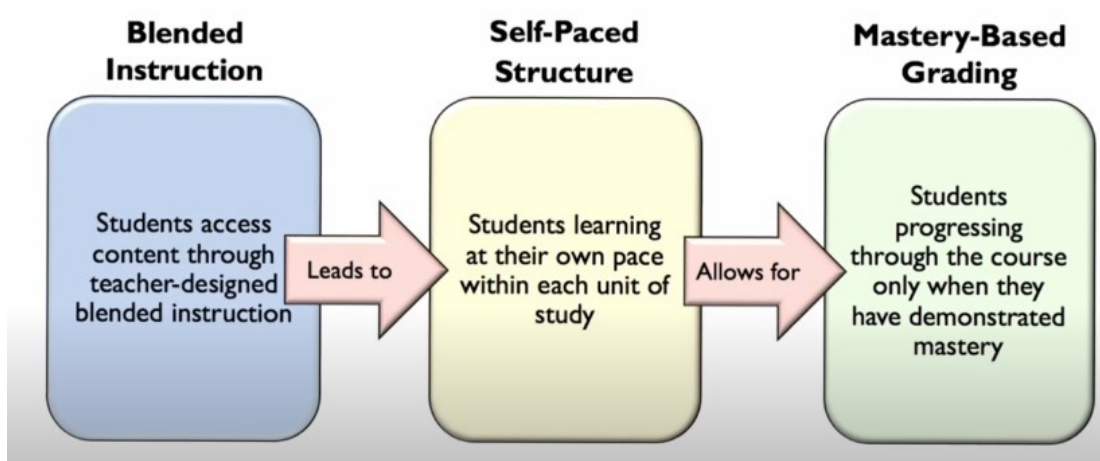 Blended
Instruction
Students access
content through
teacher-designed
blended instruction
Leads to
Self-Paced
Structure
Students learning
at their own pace
within each unit of
study
Allows for
Mastery-Based
Grading
Students
progressing
through the course
only when they
have demonstrated
mastery